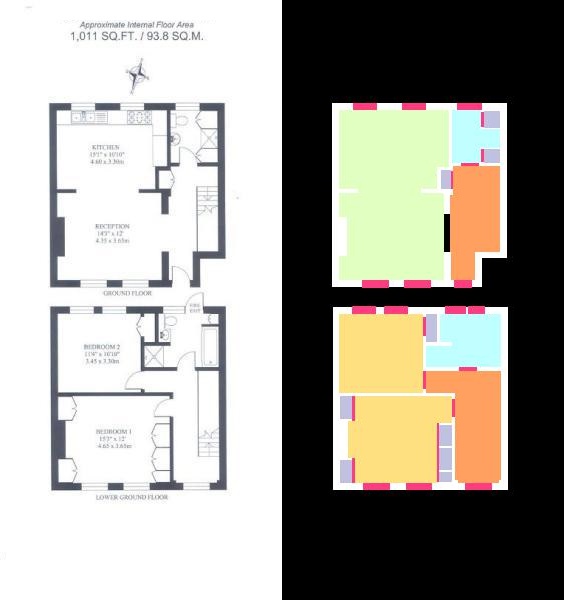 Approximate Internal Floor Area
1,011 SQ.FT. / 93.8 SQ.M.
KITCHEN
15'1" x 10'10"
4.60 x 3.30m
RECEPTION
14'3" x 12'
4.35 x 3.65m
GROUND FLOOR
FIRE
EXIT
BEDROOM 2
11'4" x 10'10"
3.45 x 3.30m
BEDROOM 1
15'3" x 12'
4.65 x 3.65m
LOWER GROUND FLOOR